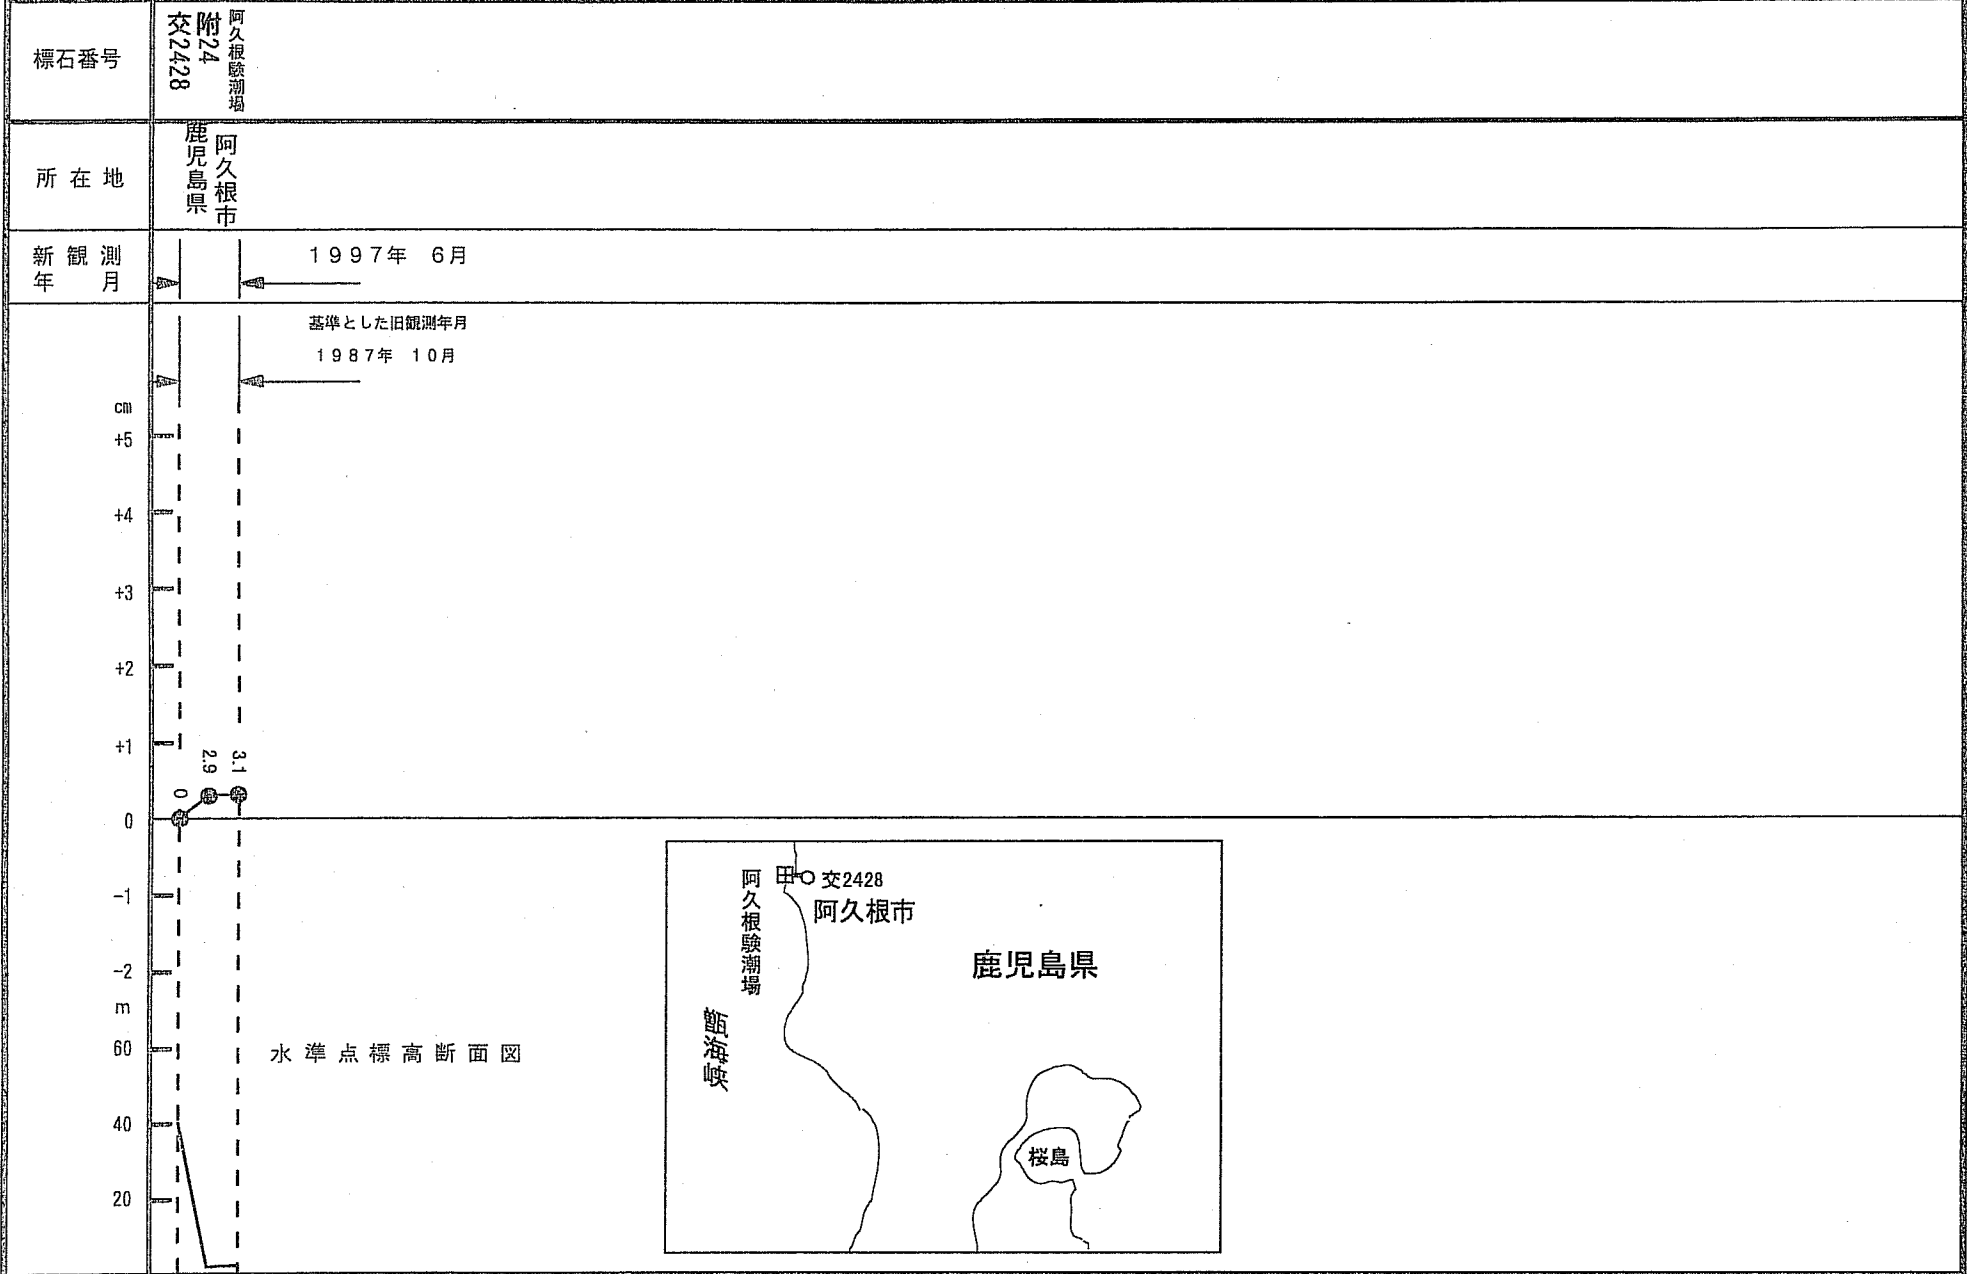 標石番号
交2428
附24
阿久根験潮場
所在地
鹿児島県
阿久根市
新観測
年月
1997年 6月
基準とした旧観測年月
1987年 10月
cm
+5
+4
+3
+2
+1
0
-1
-2
0
2.9
3.1
m
60
40
20
水準点標高断面図
阿久根験潮場
交2428
阿久根市
鹿児島県
甑海峡
桜島